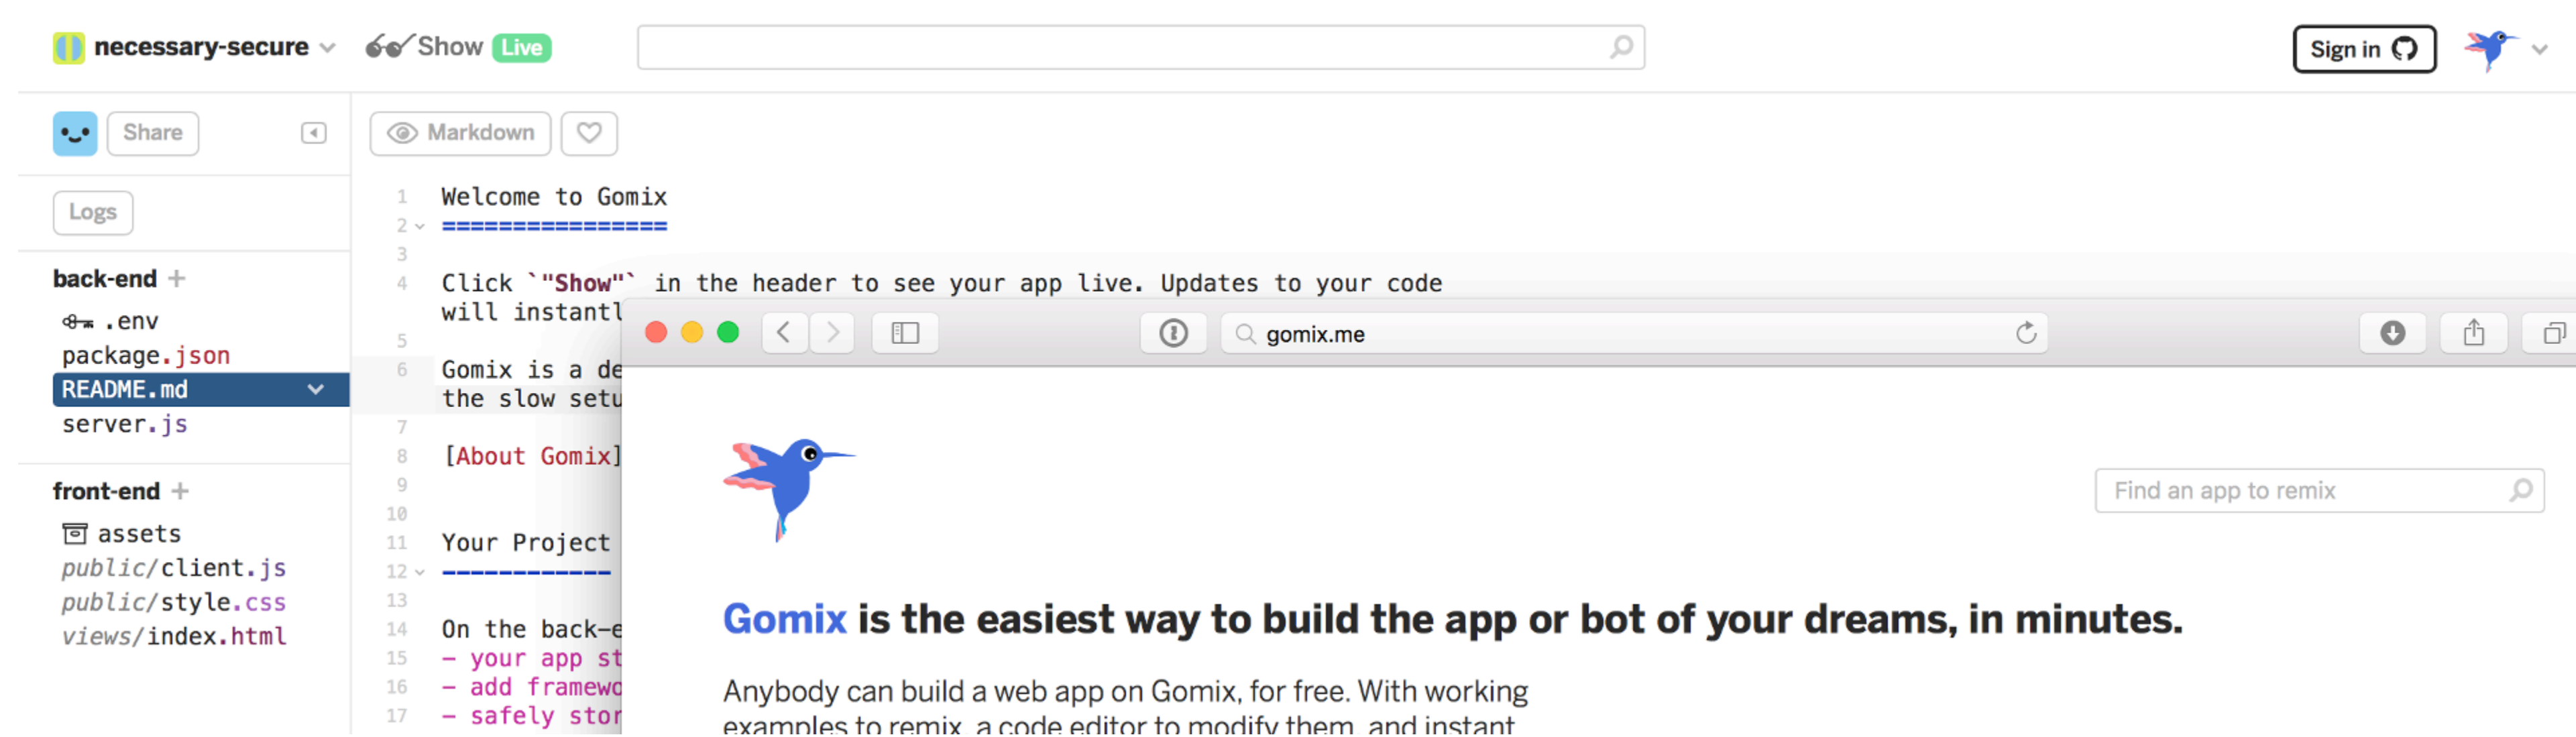 necessary-secure
Show Live
Sign in
Share
Markdown
Logs
back-end +
.env
package.json
README.md
server.js
front-end +
assets
public/client.js
public/style.css
views/index.html
1 Welcome to Gomix
2 ================
3
4 Click `"Show"` in the header to see your app live. Updates to your code
will instantl
5
6 Gomix is a de
the slow setu
7
8 [About Gomix]
9
10
11 Your Project
12 ------------
13
14 On the back-e
15 - your app st
16 - add framewo
17 - safely stor
gomix.me
Find an app to remix
Gomix is the easiest way to build the app or bot of your dreams, in minutes.
Anybody can build a web app on Gomix, for free. With working
examples to remix, a code editor to modify them, and instant